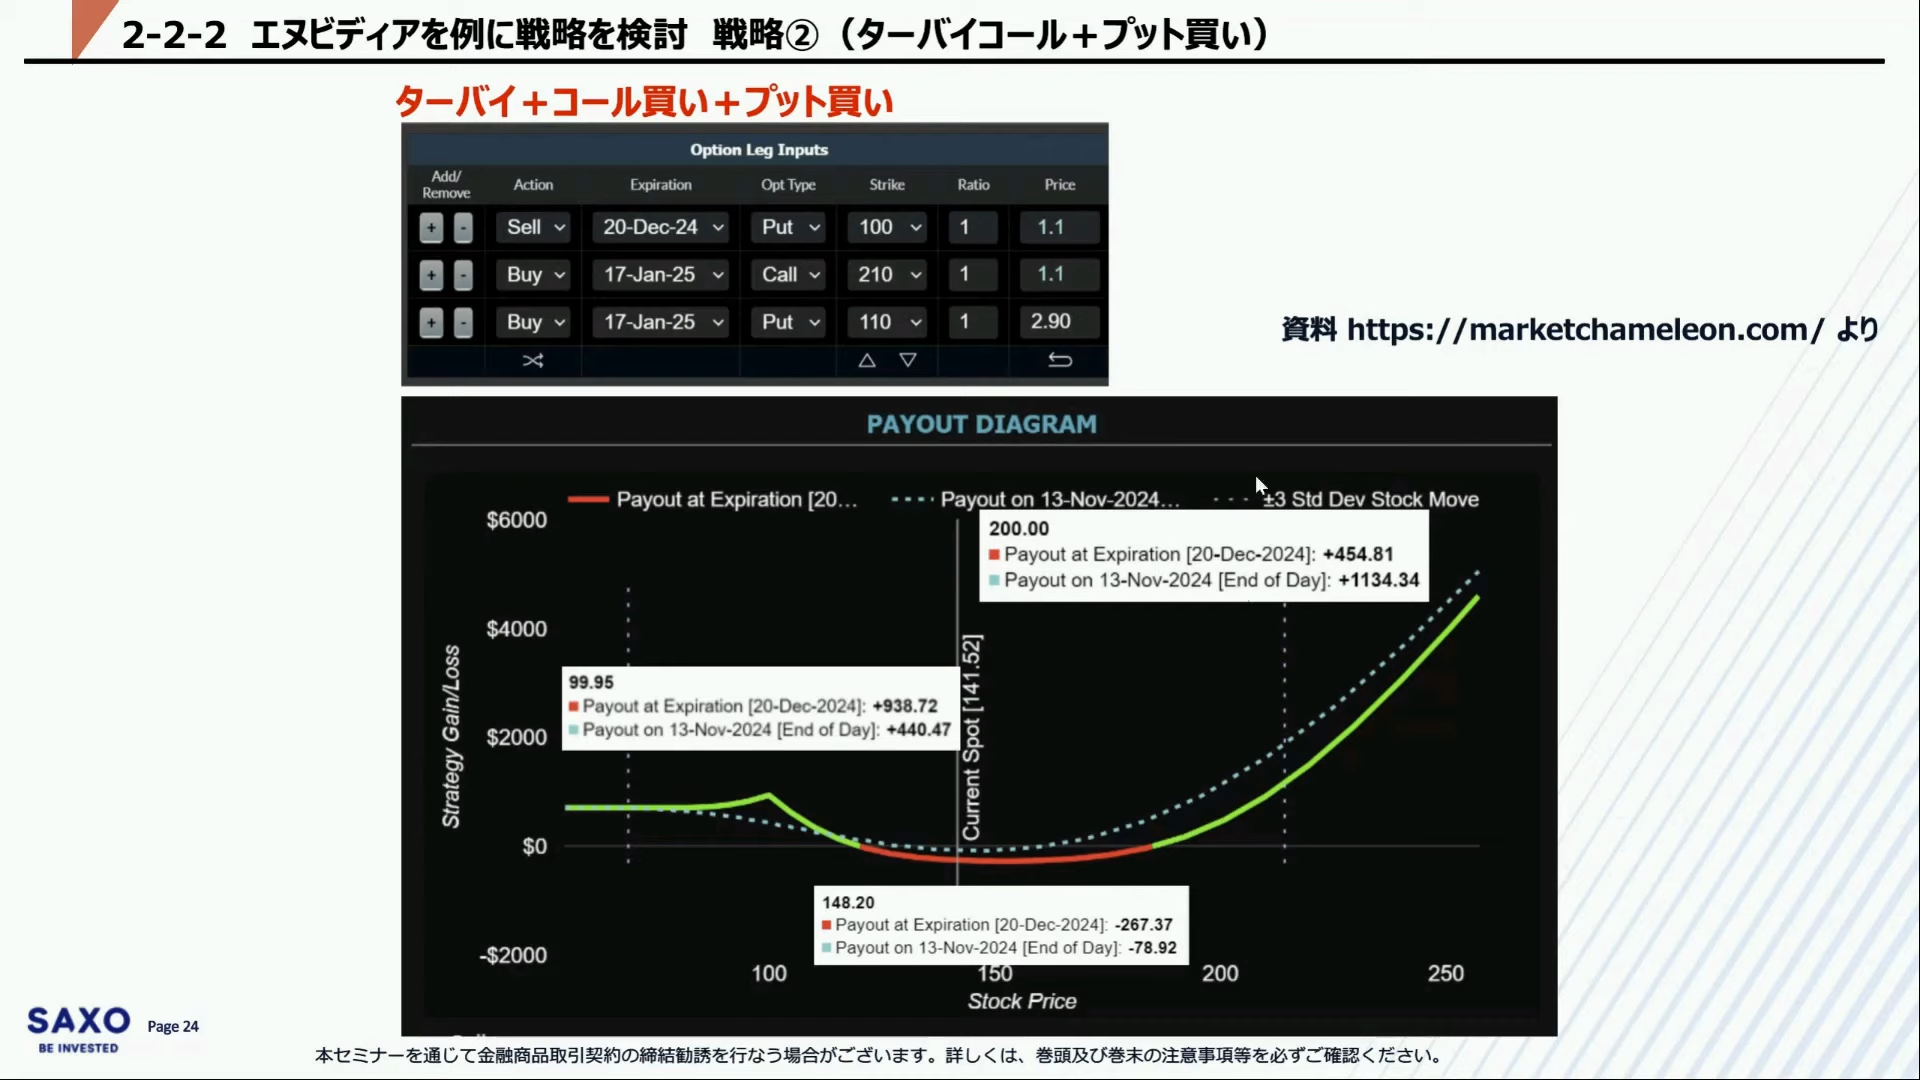 2-2-2 エヌビディアを例に戦略を検討 戦略②（ターバイコール＋プット買い）
ターバイ＋コール買い＋プット買い
Option Leg Inputs
Add/
Remove Action Expiration Opt Type Strike Ratio Price
+ - Sell 20-Dec-24 Put 100 1 1.1
+ - Buy 17-Jan-25 Call 210 1 1.1
+ - Buy 17-Jan-25 Put 110 1 2.90
資料 https://marketchameleon.com/ より
PAYOUT DIAGRAM
Payout at Expiration [20... Payout on 13-Nov-2024... ±3 Std Dev Stock Move
200.00
Payout at Expiration [20-Dec-2024]: +454.81
Payout on 13-Nov-2024 [End of Day]: +1134.34
99.95
Payout at Expiration [20-Dec-2024]: +938.72
Payout on 13-Nov-2024 [End of Day]: +440.47
Current Spot [141.52]
148.20
Payout at Expiration [20-Dec-2024]: -267.37
Payout on 13-Nov-2024 [End of Day]: -78.92
Strategy Gain/Loss
$6000
$4000
$2000
$0
-$2000
100 150 200 250
Stock Price
SAXO
BE INVESTED
Page 24
本セミナーを通じて金融商品取引契約の締結勧誘を行なう場合がございます。詳しくは、巻頭及び巻末の注意事項等を必ずご確認ください。